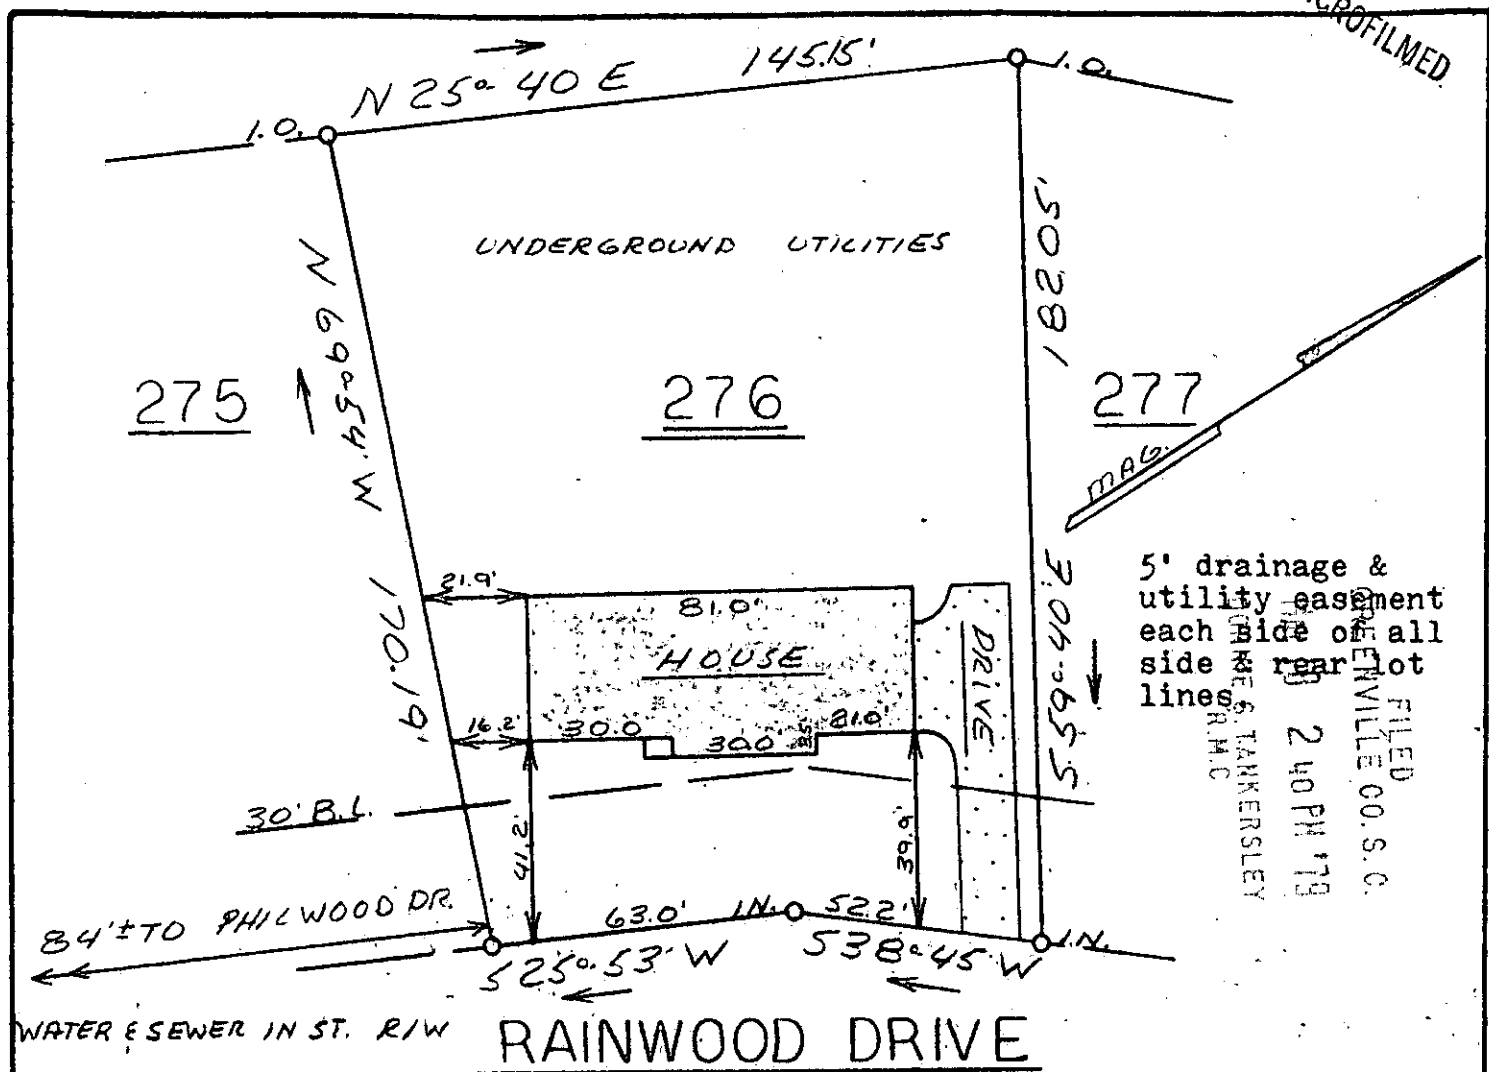 MICROFILMED
N 25°-40 E 145.15'
I.O.
I.O.
UNDERGROUND UTILITIES
N 69°-54' W 170.19'
182.05'
275
276
277
MAG.
S 59°-40' E
21.9'
81.0'
HOUSE
DRIVE
16.2'
30.0
30.0
21.0'
5' drainage &
utility easement
each side of all
side & rear lot
lines
FILED
GREENVILLE CO. S. C.
2 40 PM '79
TANKERSLEY
R.M.C
30' B.L.
41.2'
39.9'
84'± TO PHILWOOD DR.
63.0'
I.N.
52.2'
I.N.
S 25°-53' W
S 38°-45 W
WATER & SEWER IN ST. R/W
RAINWOOD DRIVE